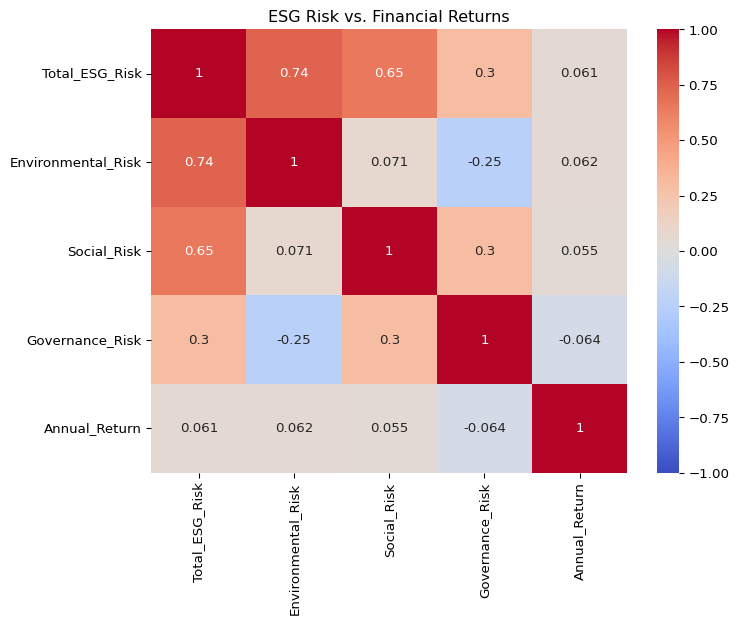 ESG Risk vs. Financial Returns
Total_ESG_Risk 1 0.74 0.65 0.3 0.061
Environmental_Risk 0.74 1 0.071 -0.25 0.062
Social_Risk 0.65 0.071 1 0.3 0.055
Governance_Risk 0.3 -0.25 0.3 1 -0.064
Annual_Return 0.061 0.062 0.055 -0.064 1
Total_ESG_Risk
Environmental_Risk
Social_Risk
Governance_Risk
Annual_Return
1.00
0.75
0.50
0.25
0.00
−0.25
−0.50
−0.75
−1.00